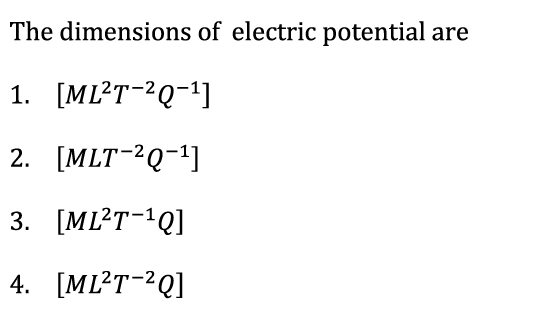 The dimensions of electric potential are
1. [ML²T⁻²Q⁻¹]
2. [MLT⁻²Q⁻¹]
3. [ML²T⁻¹Q]
4. [ML²T⁻²Q]